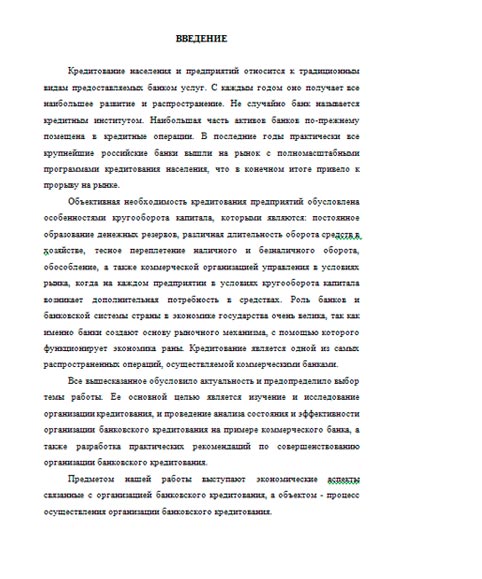 ВВЕДЕНИЕ
Кредитование населения и предприятий относится к традиционным
видам предоставляемых банком услуг. С каждым годом оно получает все
наибольшее развитие и распространение. Не случайно банк называется
кредитным институтом. Наибольшая часть активов банков по-прежнему
помещена в кредитные операции. В последние годы практически все
крупнейшие российские банки вышли на рынок с полномасштабными
программами кредитования населения, что в конечном итоге привело к
прорыву на рынке.
Объективная необходимость кредитования предприятий обусловлена
особенностями кругооборота капитала, которыми являются: постоянное
образование денежных резервов, различная длительность оборота средств в
хозяйстве, тесное переплетение наличного и безналичного оборота,
обособление, а также коммерческой организацией управления в условиях
рынка, когда на каждом предприятии в условиях кругооборота капитала
возникает дополнительная потребность в средствах. Роль банков и
банковской системы страны в экономике государства очень велика, так как
именно банки создают основу рыночного механизма, с помощью которого
функционирует экономика раны. Кредитование является одной из самых
распространенных операций, осуществляемой коммерческими банками.
Все вышесказанное обусловило актуальность и предопределило выбор
темы работы. Ее основной целью является изучение и исследование
организации кредитования, и проведение анализа состояния и эффективности
организации банковского кредитования на примере коммерческого банка, а
также разработка практических рекомендаций по совершенствованию
организации банковского кредитования.
Предметом нашей работы выступают экономические аспекты
связанные с организацией банковского кредитования, а объектом - процесс
осуществления организации банковского кредитования.